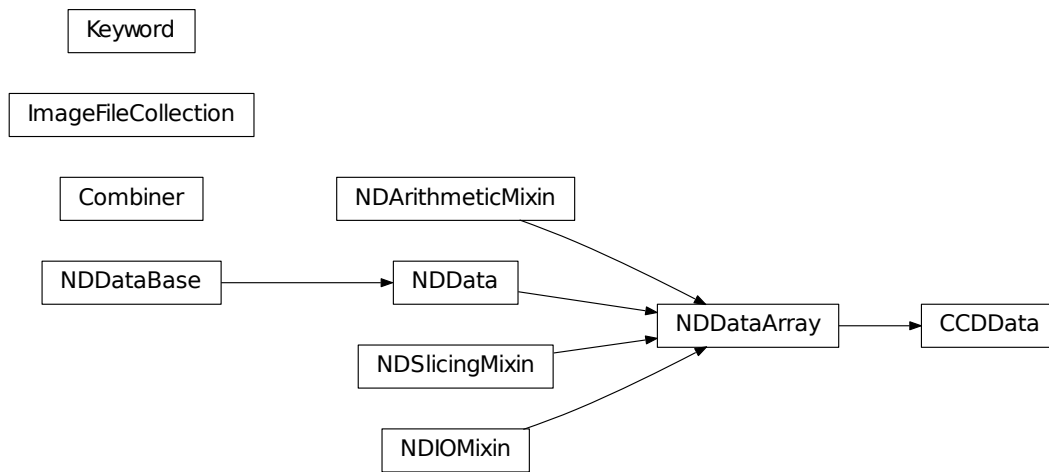 Keyword
ImageFileCollection
Combiner
NDArithmeticMixin
NDDataBase
NDData
NDDataArray
CCDData
NDSlicingMixin
NDIOMixin